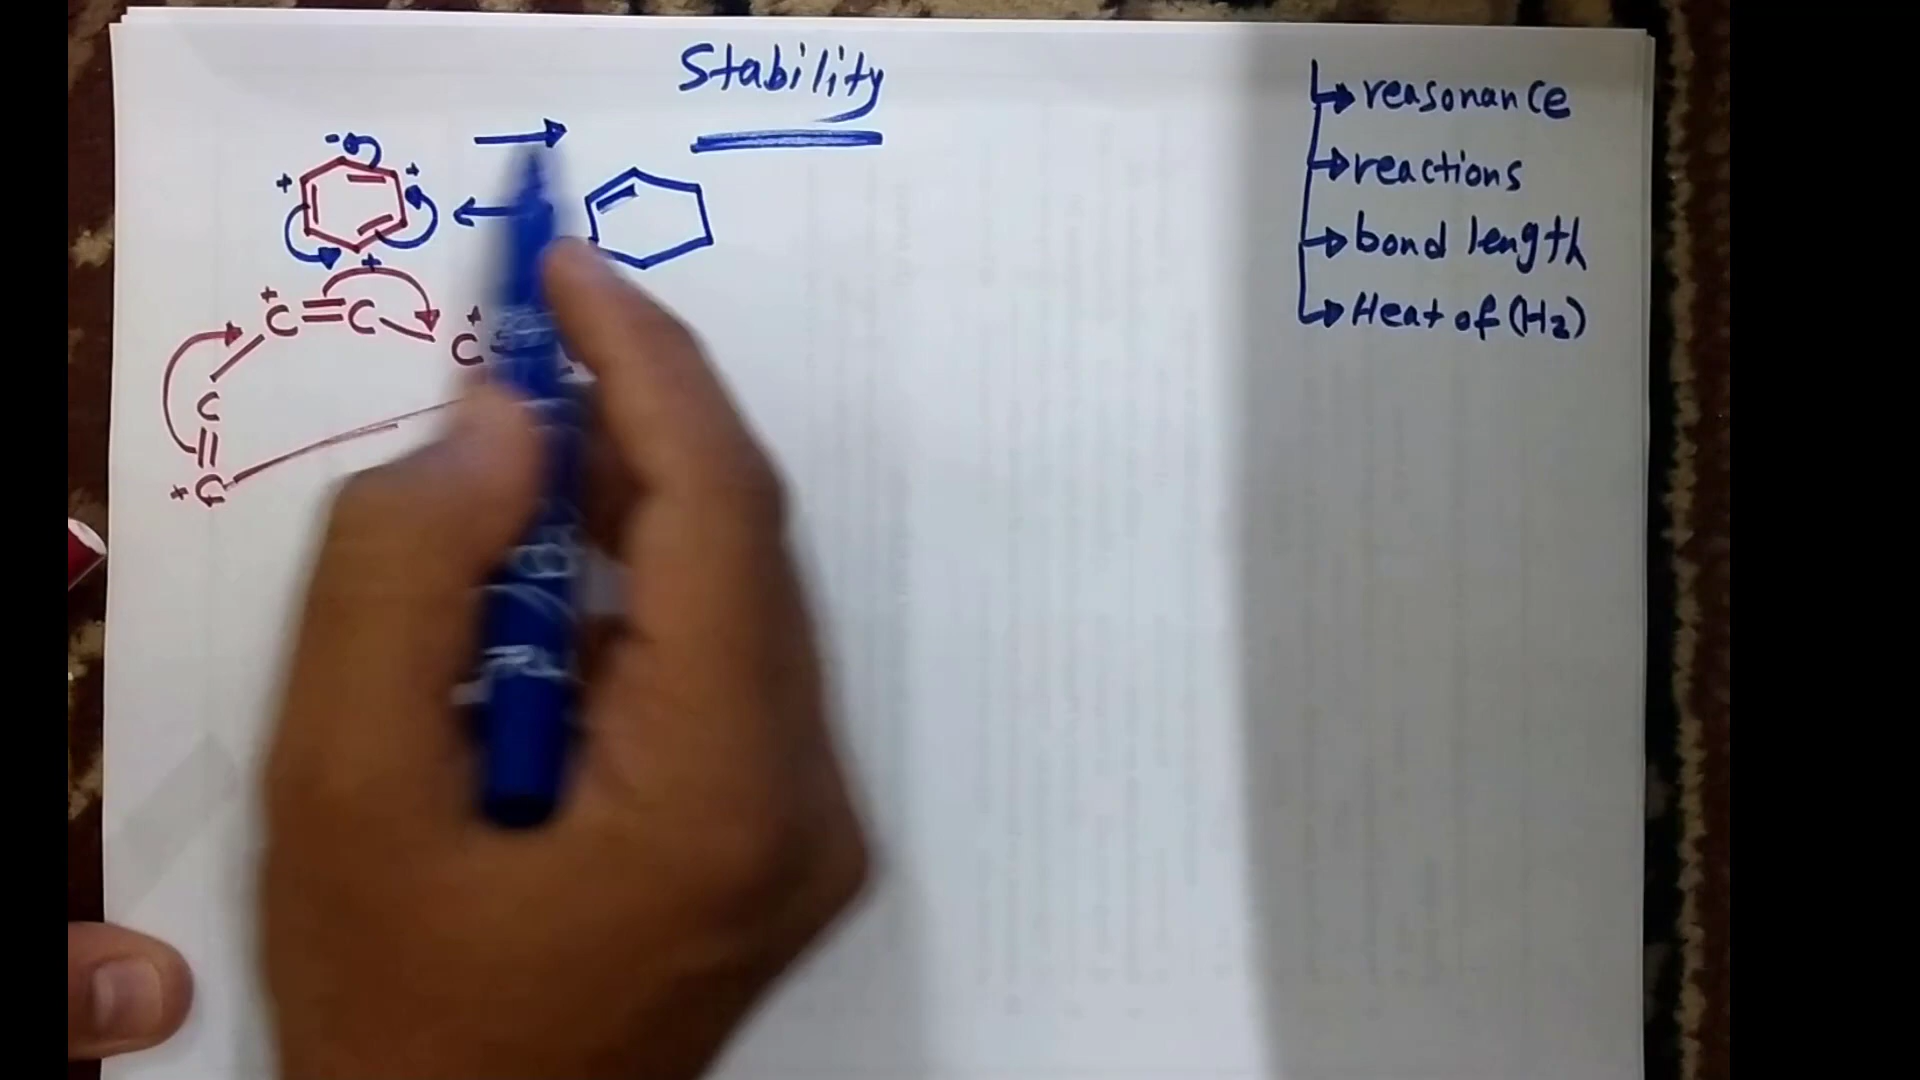 Stability
reasonance
reactions
bond length
Heat of (H2)
- + +
+
+ C = C
+ C
C
+ C